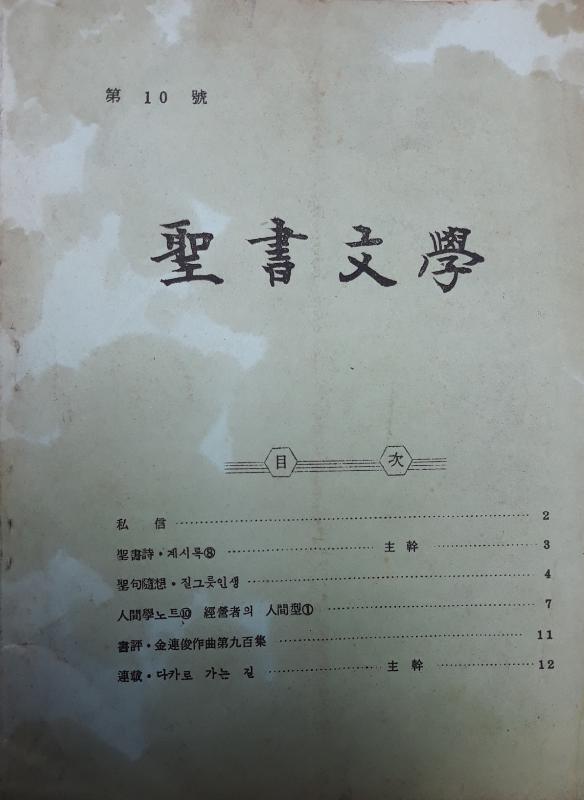 第 10 號
聖書文學
目 次
私 信 2
聖書詩·계시록⑧ 主幹 3
聖句隨想·질그릇인생 4
人間學노트⑩ 經營者의 人間型① 7
書評·金連俊作曲第九百集 11
連載·다가로 가는 길 主幹 12